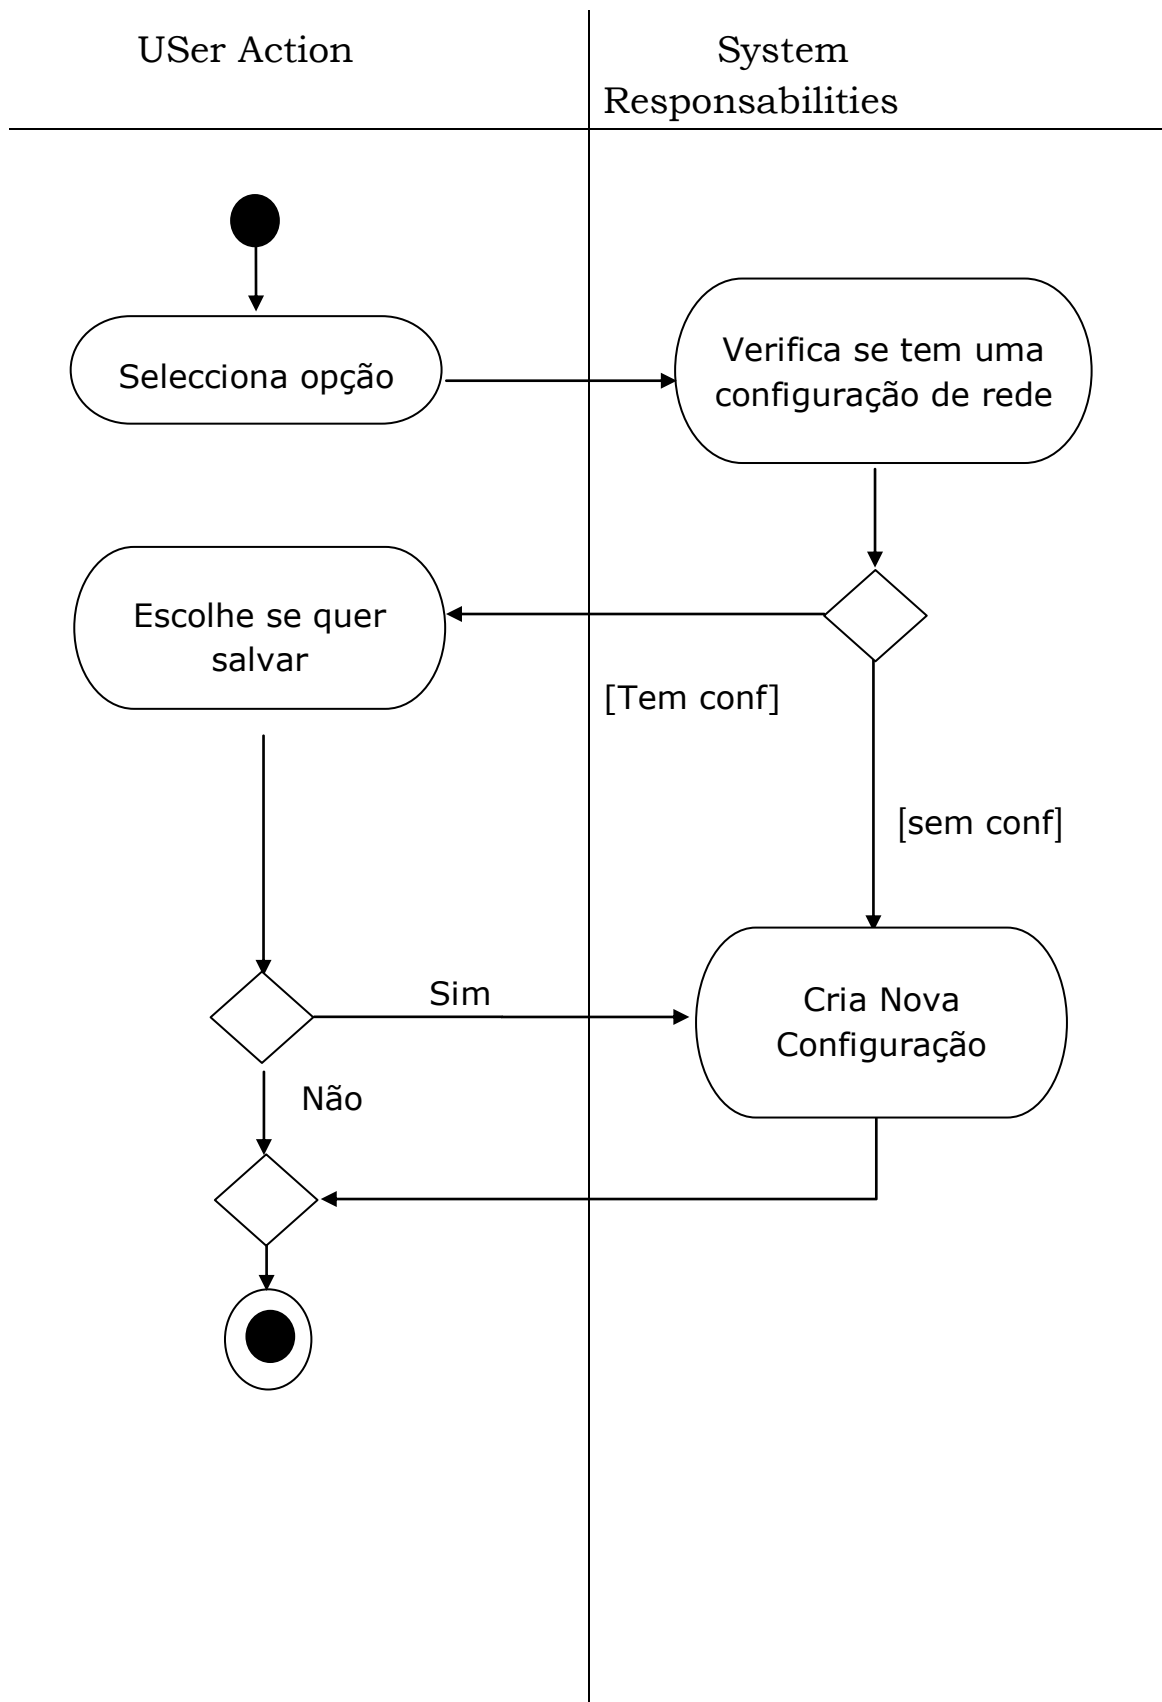 USer Action
System
Responsabilities
Selecciona opção
Verifica se tem uma
configuração de rede
Escolhe se quer
salvar
[Tem conf]
[sem conf]
Sim
Cria Nova
Configuração
Não